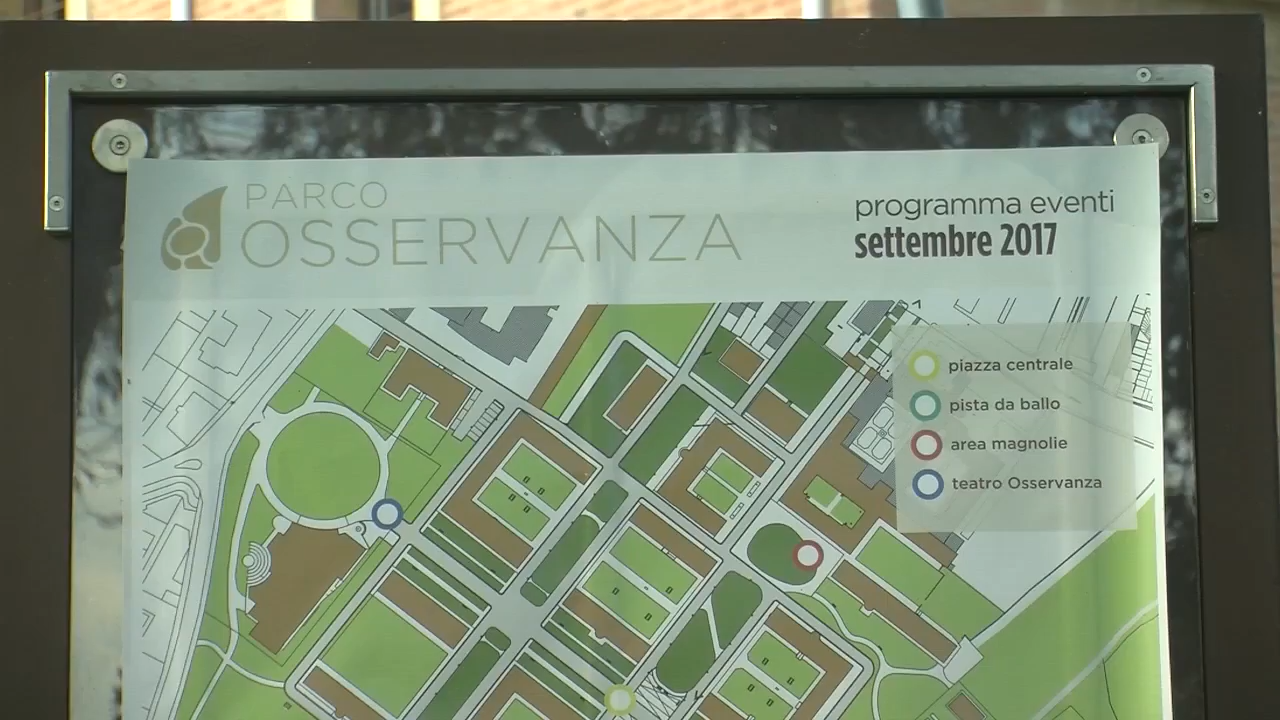 PARCO
OSSERVANZA
programma eventi
settembre 2017
piazza centrale
pista da ballo
area magnolie
teatro Osservanza